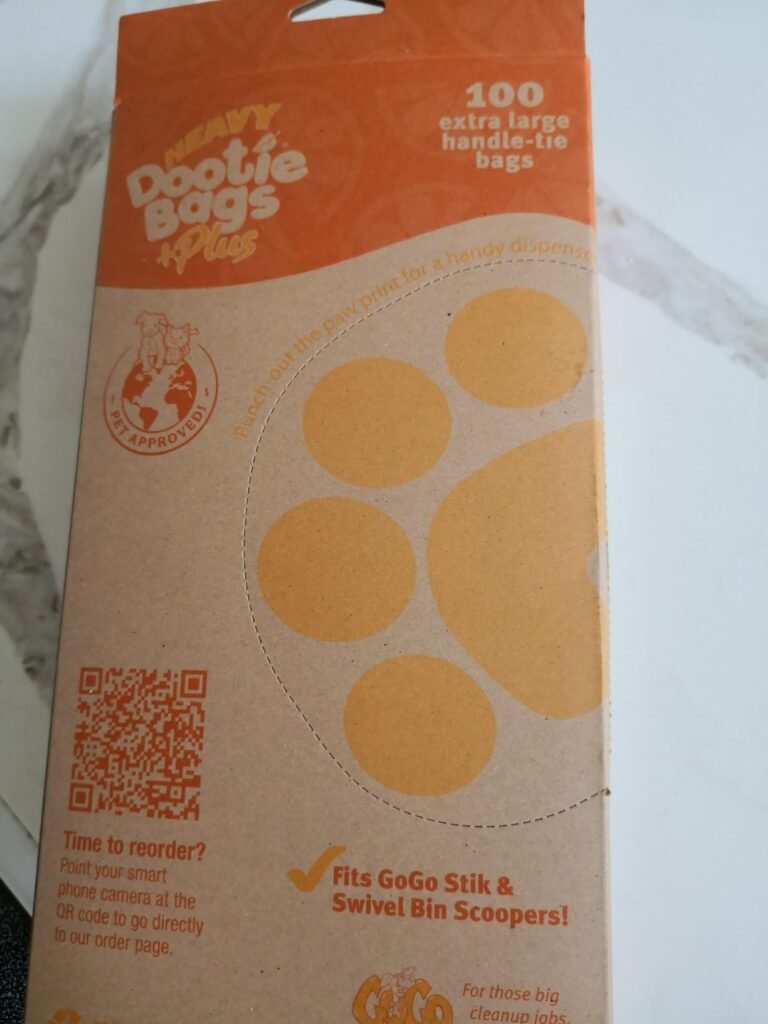 HEAVY
Dootie
Bags
+Plus
100
extra large
handle-tie
bags
Punch-out the paw print for a handy dispense
PET APPROVED!
Time to reorder?
Point your smart
phone camera at the
QR code to go directly
to our order page.
Fits GoGo Stik &
Swivel Bin Scoopers!
GoGo
For those big
cleanup jobs.